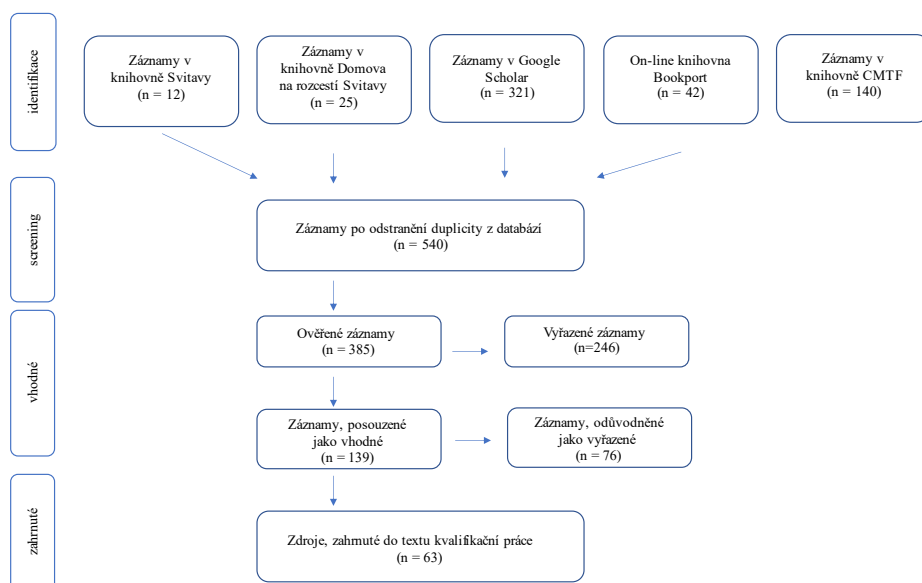 identifikace
Záznamy v
knihovně Svitavy
(n = 12)
Záznamy v
knihovně Domova
na rozcestí Svitavy
(n = 25)
Záznamy v Google
Scholar
(n = 321)
On-line knihovna
Bookport
(n = 42)
Záznamy v
knihovně CMTF
(n = 140)
screening
Záznamy po odstranění duplicity z databází
(n = 540)
vhodné
Ověřené záznamy
(n = 385)
Vyřazené záznamy
(n=246)
Záznamy, posouzené
jako vhodné
(n = 139)
Záznamy, odůvodněné
jako vyřazené
(n = 76)
zahrnuté
Zdroje, zahrnuté do textu kvalifikační práce
(n = 63)